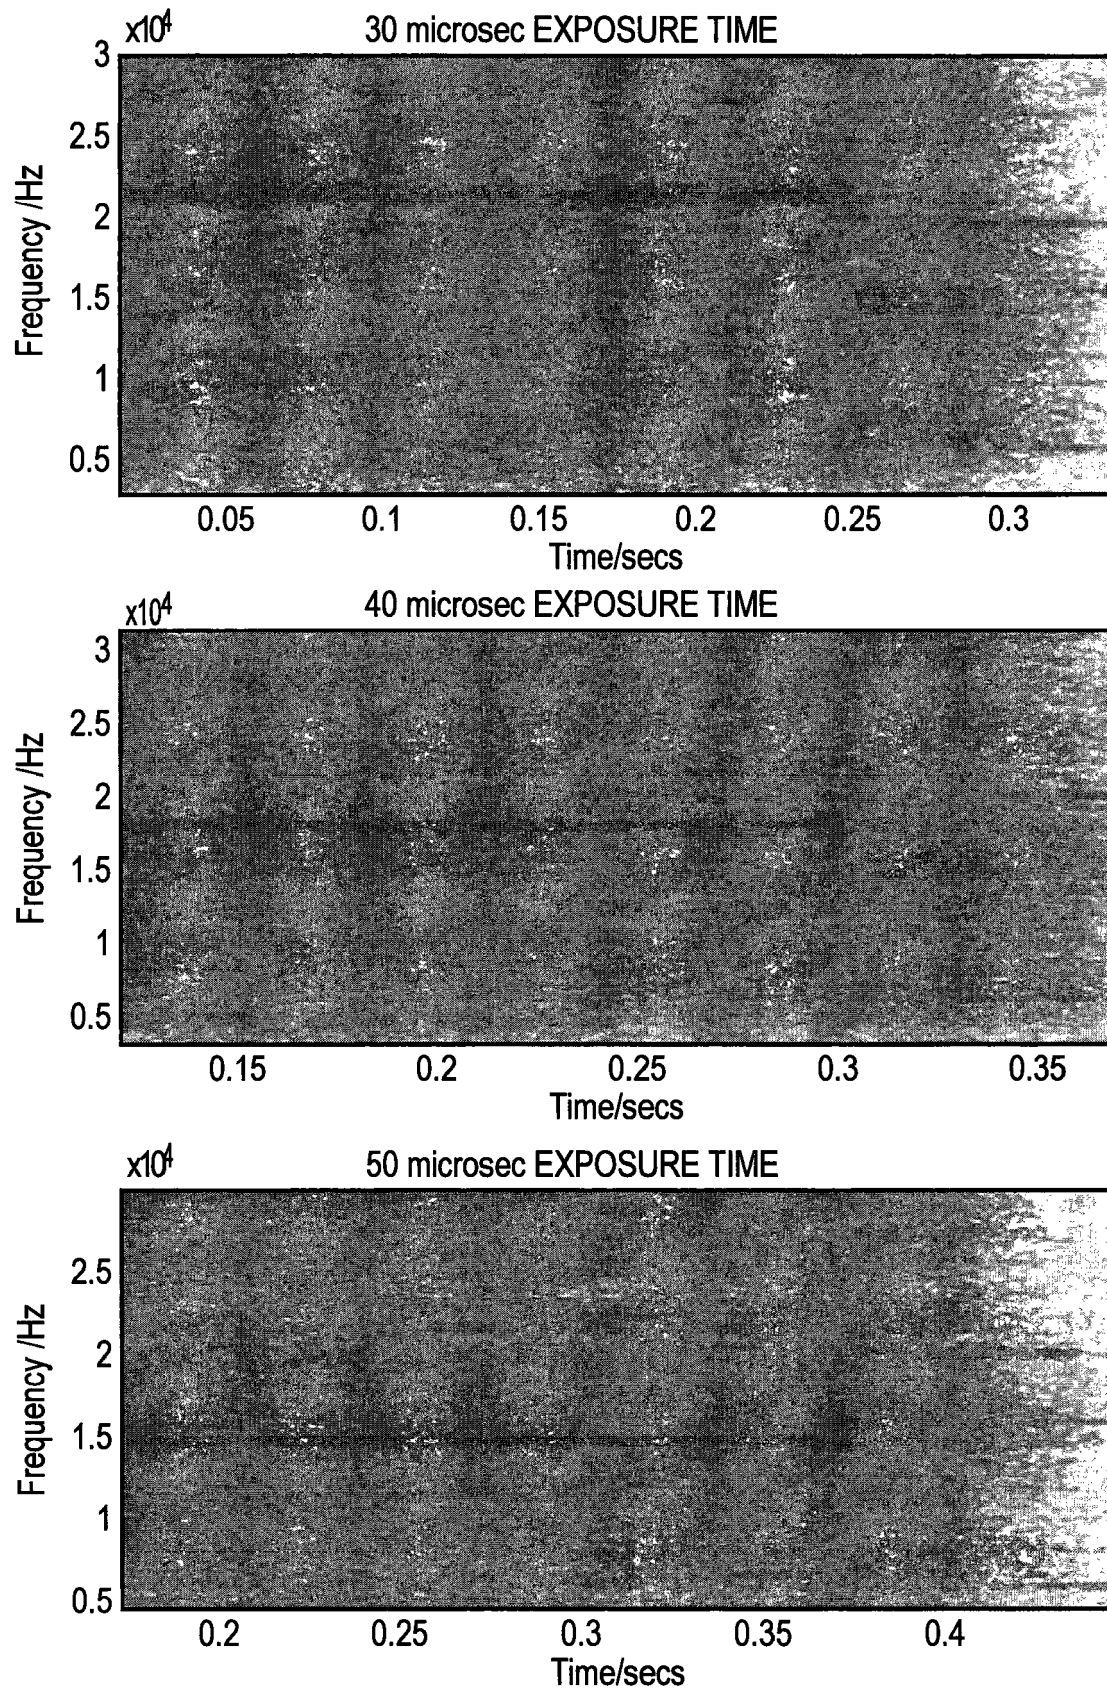 x10⁴ 30 microsec EXPOSURE TIME
3
2.5
2
1.5
1
0.5
Frequency /Hz
0.05 0.1 0.15 0.2 0.25 0.3
Time/secs
x10⁴ 40 microsec EXPOSURE TIME
3
2.5
2
1.5
1
0.5
Frequency /Hz
0.15 0.2 0.25 0.3 0.35
Time/secs
x10⁴ 50 microsec EXPOSURE TIME
2.5
2
1.5
1
0.5
Frequency /Hz
0.2 0.25 0.3 0.35 0.4
Time/secs